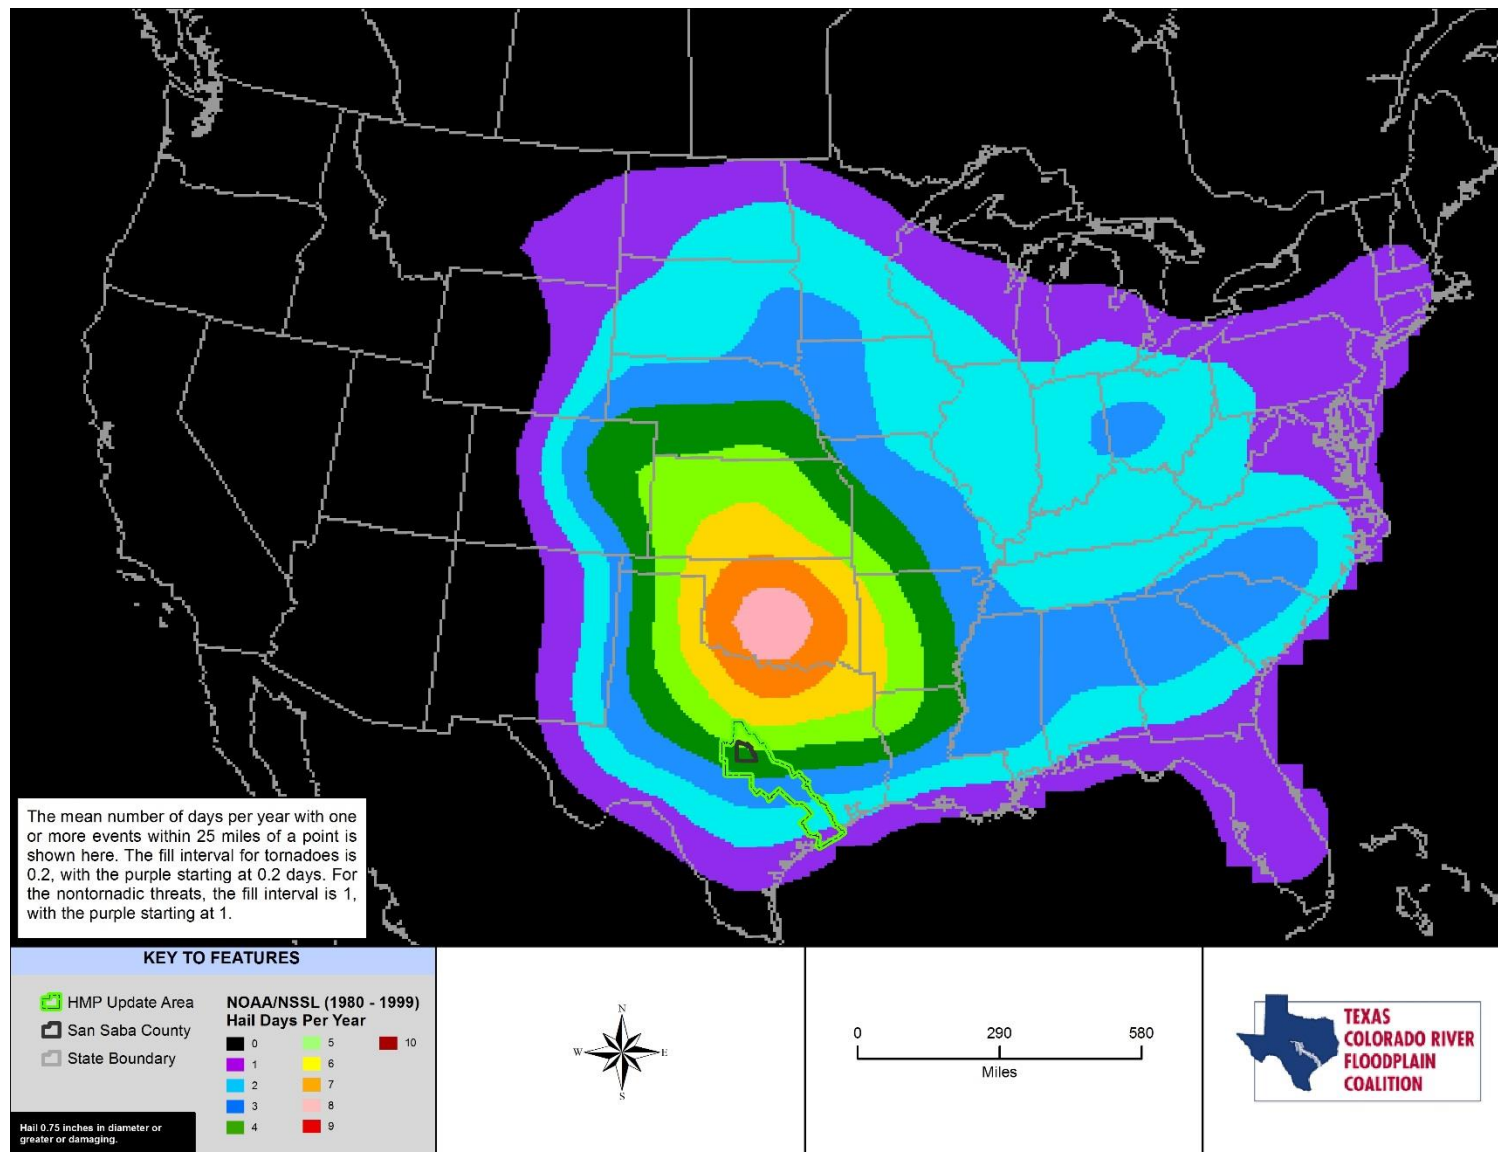 The mean number of days per year with one
or more events within 25 miles of a point is
shown here. The fill interval for tornadoes is
0.2, with the purple starting at 0.2 days. For
the nontornadic threats, the fill interval is 1,
with the purple starting at 1.
KEY TO FEATURES
HMP Update Area
San Saba County
State Boundary
NOAA/NSSL (1980 - 1999)
Hail Days Per Year
0
1
2
3
4
5
6
7
8
9
10
Hail 0.75 inches in diameter or
greater or damaging.
N
W E
S
0 290 580
Miles
TEXAS
COLORADO RIVER
FLOODPLAIN
COALITION